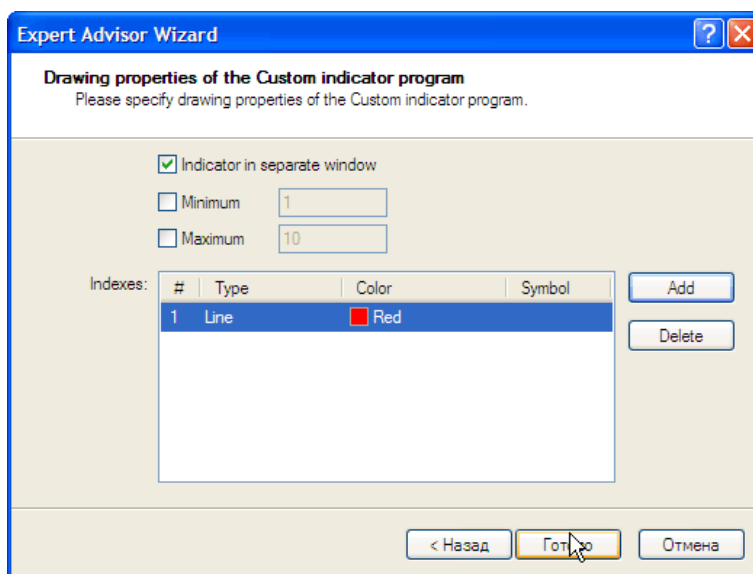 Expert Advisor Wizard
Drawing properties of the Custom indicator program
Please specify drawing properties of the Custom indicator program.
Indicator in separate window
Minimum 1
Maximum 10
Indexes: # Type Color Symbol Add
1 Line Red
Delete
< Назад Готово Отмена